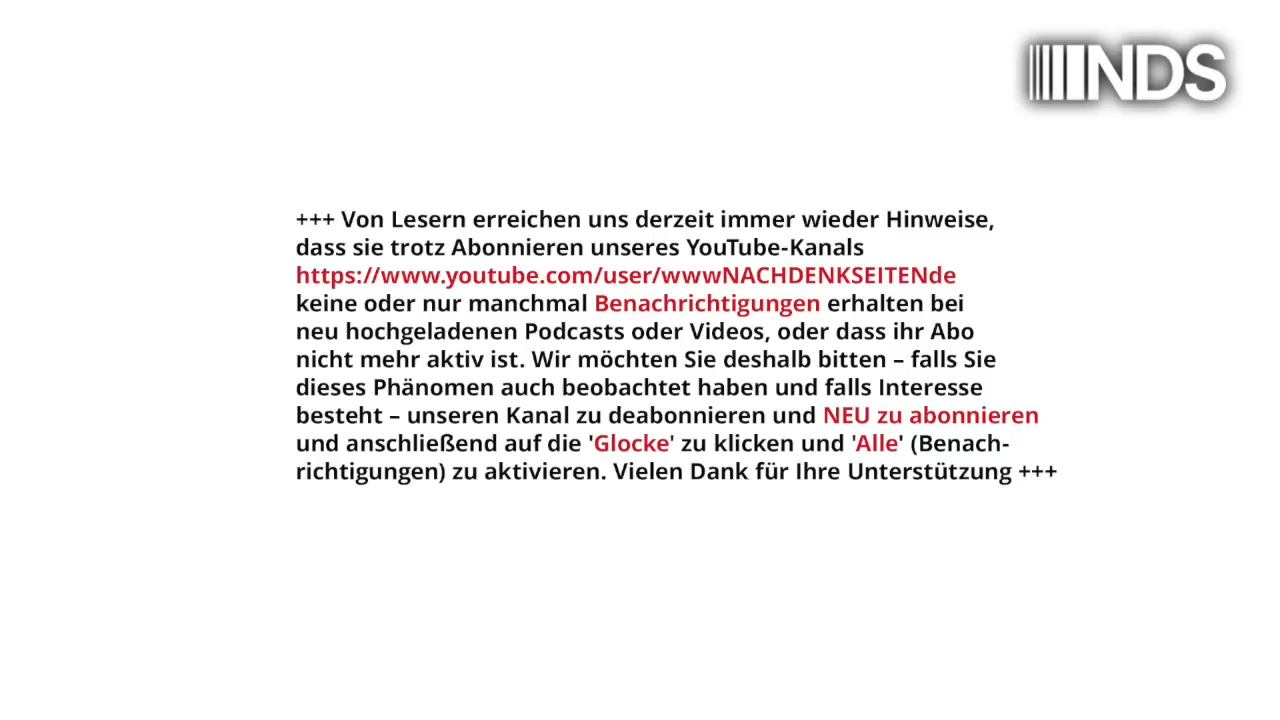 NDS
+++ Von Lesern erreichen uns derzeit immer wieder Hinweise,
dass sie trotz Abonnieren unseres YouTube-Kanals
https://www.youtube.com/user/wwwNACHDENKSEITENde
keine oder nur manchmal Benachrichtigungen erhalten bei
neu hochgeladenen Podcasts oder Videos, oder dass ihr Abo
nicht mehr aktiv ist. Wir möchten Sie deshalb bitten – falls Sie
dieses Phänomen auch beobachtet haben und falls Interesse
besteht – unseren Kanal zu deabonnieren und NEU zu abonnieren
und anschließend auf die 'Glocke' zu klicken und 'Alle' (Benach-
richtigungen) zu aktivieren. Vielen Dank für Ihre Unterstützung +++